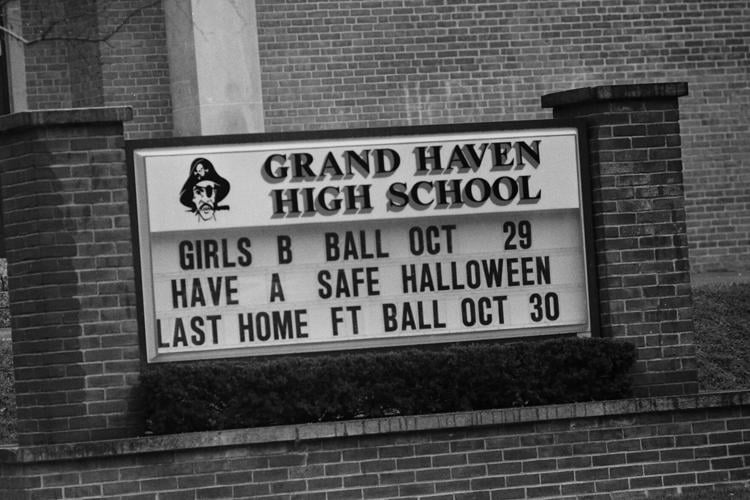 GRAND HAVEN
HIGH SCHOOL
GIRLS B BALL OCT 29
HAVE A SAFE HALLOWEEN
LAST HOME FT BALL OCT 30